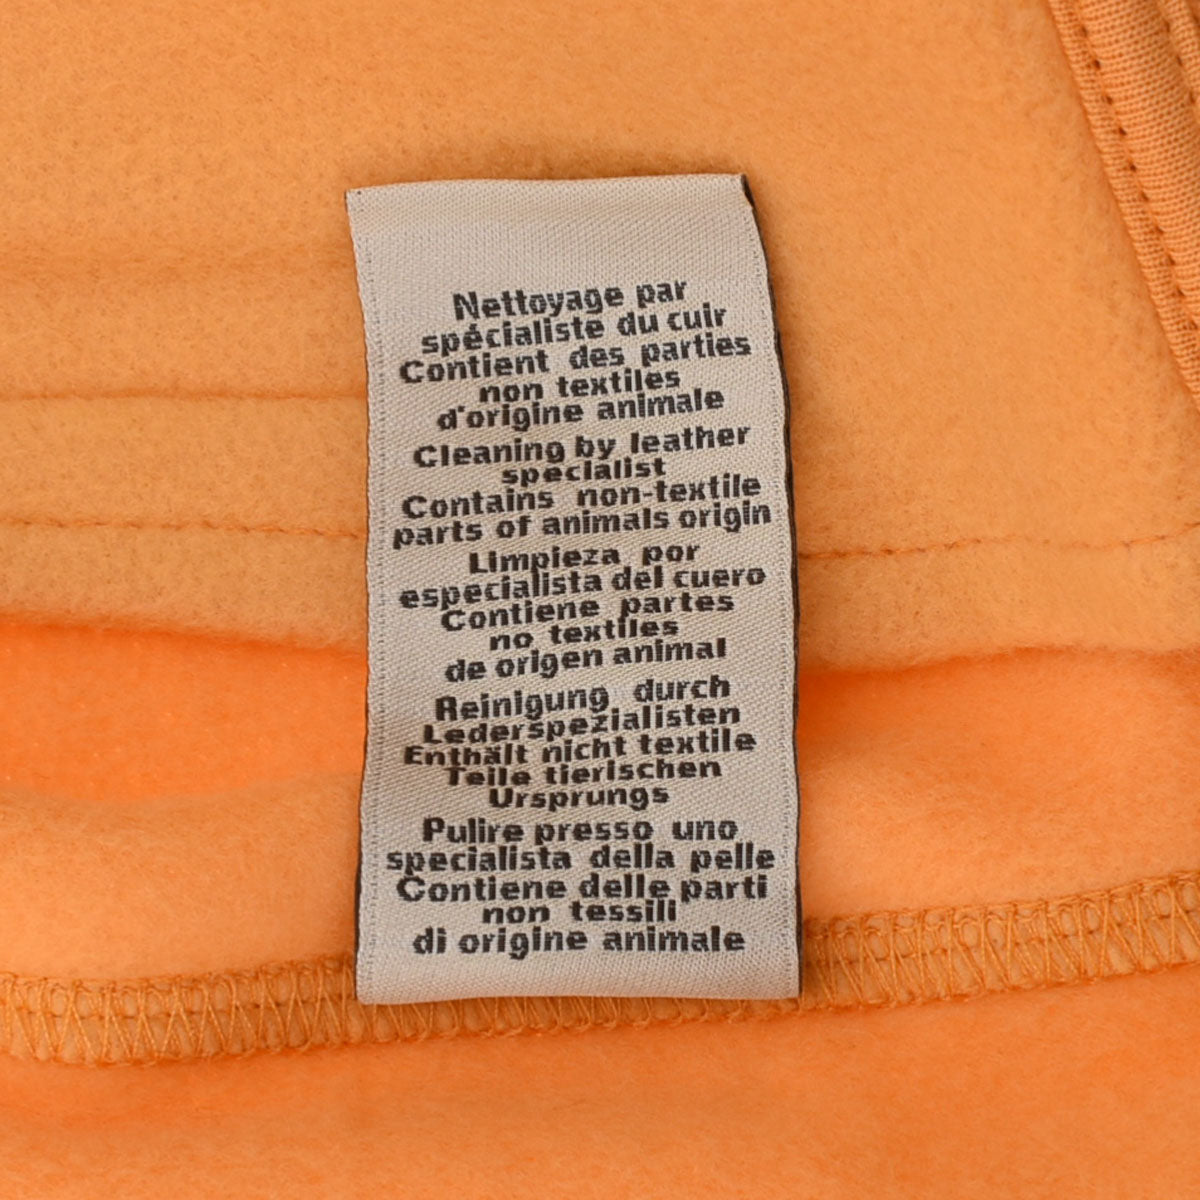 Nettoyage par
spécialiste du cuir
Contient des parties
non textiles
d'origine animale
Cleaning by leather
specialist
Contains non-textile
parts of animals origin
Limpieza por
especialista del cuero
Contiene partes
no textiles
de origen animal
Reinigung durch
Lederspezialisten
Enthält nicht textile
Teile tierischen
Ursprungs
Pulire presso uno
specialista della pelle
Contiene delle parti
non tessili
di origine animale